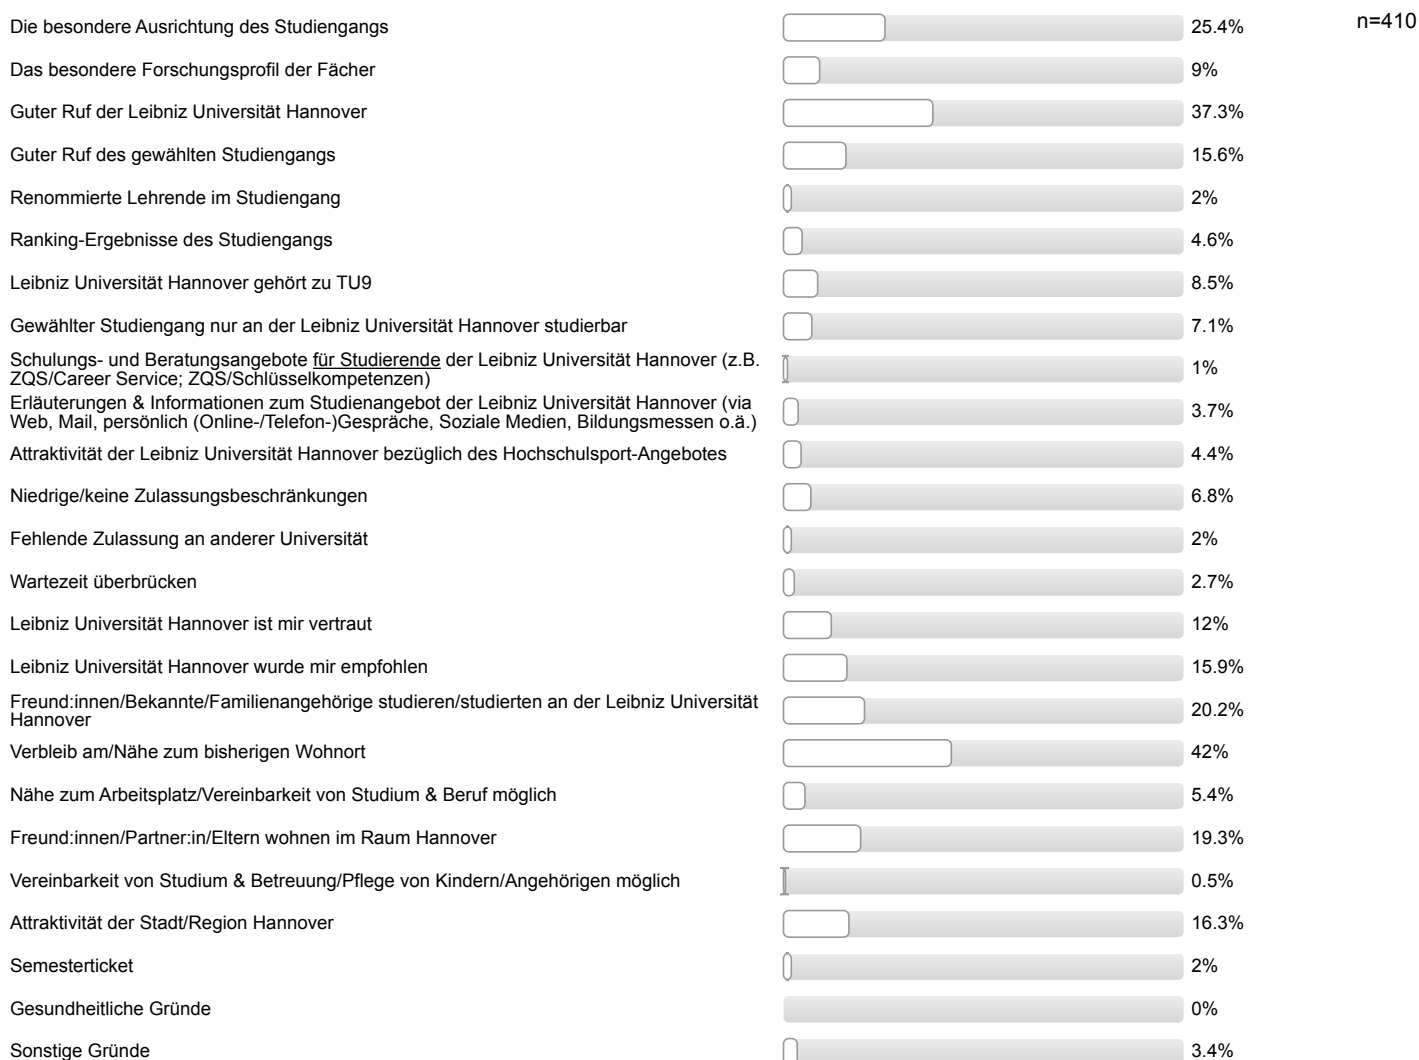 Die besondere Ausrichtung des Studiengangs 25.4% n=410
Das besondere Forschungsprofil der Fächer 9%
Guter Ruf der Leibniz Universität Hannover 37.3%
Guter Ruf des gewählten Studiengangs 15.6%
Renommierte Lehrende im Studiengang 2%
Ranking-Ergebnisse des Studiengangs 4.6%
Leibniz Universität Hannover gehört zu TU9 8.5%
Gewählter Studiengang nur an der Leibniz Universität Hannover studierbar 7.1%
Schulungs- und Beratungsangebote für Studierende der Leibniz Universität Hannover (z.B.
ZQS/Career Service; ZQS/Schlüsselkompetenzen) 1%
Erläuterungen & Informationen zum Studienangebot der Leibniz Universität Hannover (via
Web, Mail, persönlich (Online-/Telefon-)Gespräche, Soziale Medien, Bildungsmessen o.ä.) 3.7%
Attraktivität der Leibniz Universität Hannover bezüglich des Hochschulsport-Angebotes 4.4%
Niedrige/keine Zulassungsbeschränkungen 6.8%
Fehlende Zulassung an anderer Universität 2%
Wartezeit überbrücken 2.7%
Leibniz Universität Hannover ist mir vertraut 12%
Leibniz Universität Hannover wurde mir empfohlen 15.9%
Freund:innen/Bekannte/Familienangehörige studieren/studierten an der Leibniz Universität
Hannover 20.2%
Verbleib am/Nähe zum bisherigen Wohnort 42%
Nähe zum Arbeitsplatz/Vereinbarkeit von Studium & Beruf möglich 5.4%
Freund:innen/Partner:in/Eltern wohnen im Raum Hannover 19.3%
Vereinbarkeit von Studium & Betreuung/Pflege von Kindern/Angehörigen möglich 0.5%
Attraktivität der Stadt/Region Hannover 16.3%
Semesterticket 2%
Gesundheitliche Gründe 0%
Sonstige Gründe 3.4%